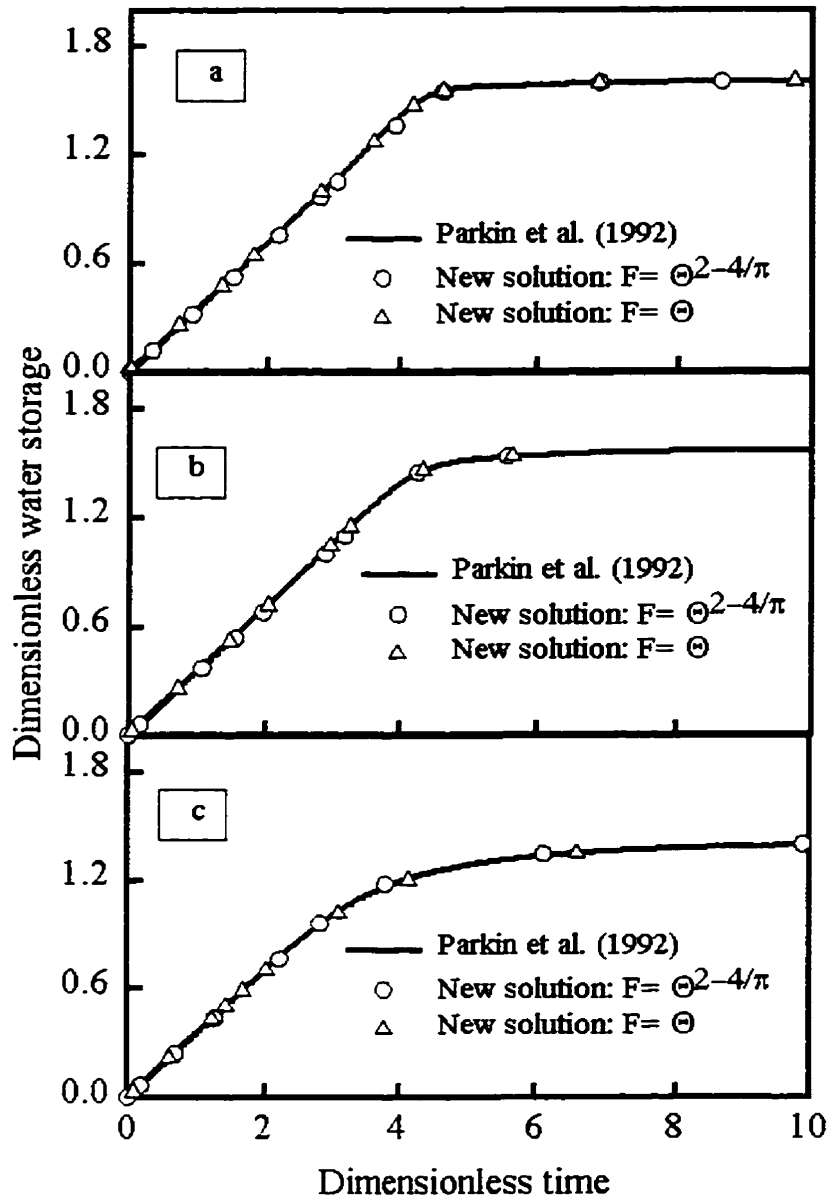 1.8
a
1.2
Parkin et al. (1992)
New solution: F= Θ2–4/π
0.6
New solution: F= Θ
0.0
1.8
b
1.2
Parkin et al. (1992)
New solution: F= Θ2–4/π
0.6
New solution: F= Θ
0.0
1.8
c
1.2
Parkin et al. (1992)
New solution: F= Θ2–4/π
0.6
New solution: F= Θ
0.0
0 2 4 6 8 10
Dimensionless time
Dimensionless water storage